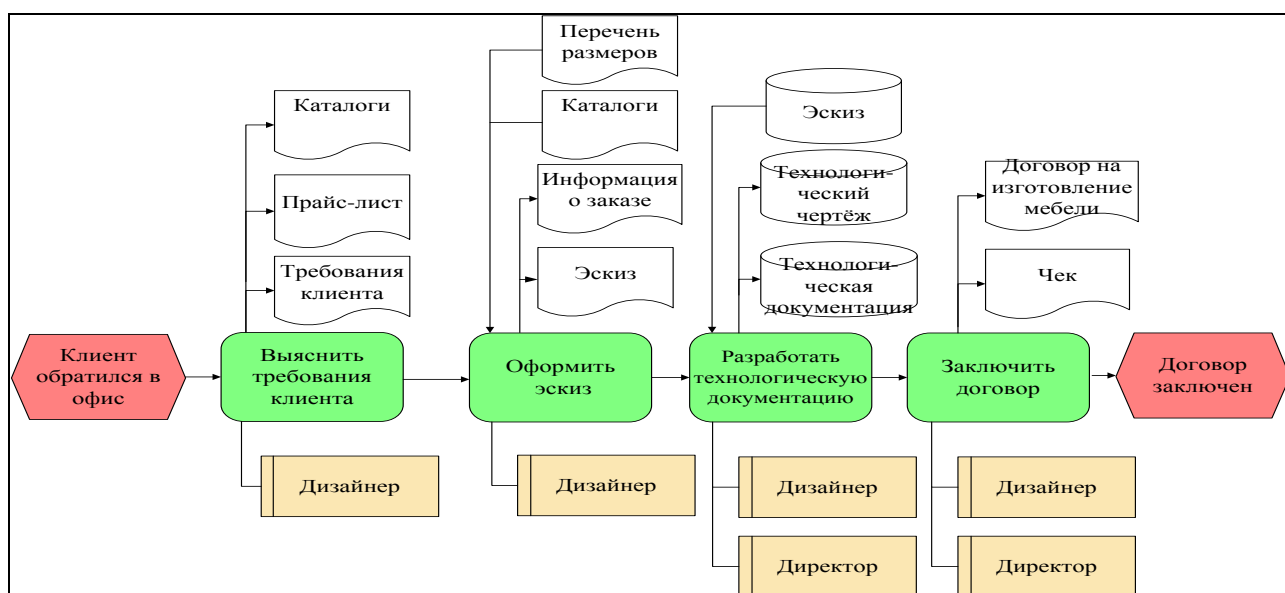 Перечень
размеров
Каталоги
Каталоги
Эскиз
Прайс-лист
Информация
о заказе
Технологи-
ческий
чертёж
Договор на
изготовление
мебели
Требования
клиента
Эскиз
Технологи-
ческая
документация
Чек
Клиент
обратился в
офис
Выяснить
требования
клиента
Оформить
эскиз
Разработать
технологическую
документацию
Заключить
договор
Договор
заключен
Дизайнер
Дизайнер
Дизайнер
Дизайнер
Директор
Директор